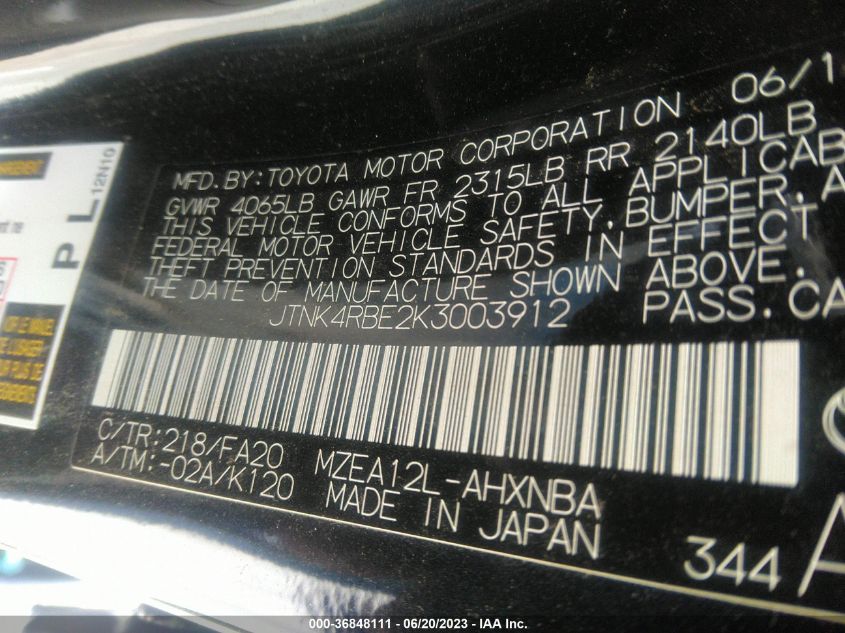 MFD. BY: TOYOTA MOTOR CORPORATION 06/1
GVWR 4065LB GAWR FR 2315LB RR 2140LB
THIS VEHICLE CONFORMS TO ALL APPLICAB
FEDERAL MOTOR VEHICLE SAFETY, BUMPER, A
THEFT PREVENTION STANDARDS IN EFFECT
THE DATE OF MANUFACTURE SHOWN ABOVE.
JTNK4RBE2K3003912 PASS. CA
C/TR: 218/FA20 MZEA12L-AHXNBA
A/TM: -02A/K120 MADE IN JAPAN
344 A
PL
12N10
VOIR LE MANUEL
000-36848111 - 06/20/2023 - IAA Inc.